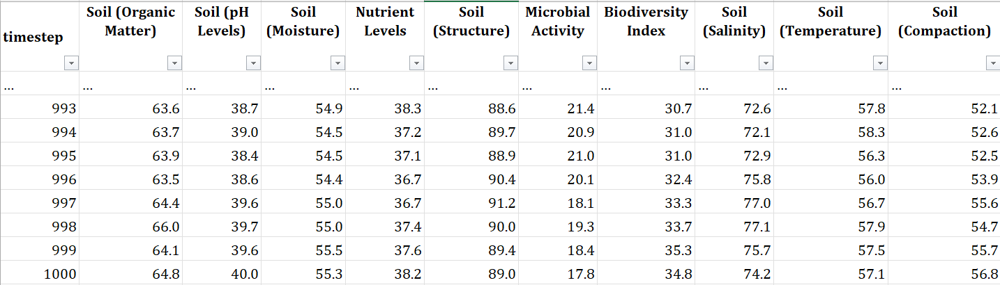 timestep Soil (Organic Matter) Soil (pH Levels) Soil (Moisture) Nutrient Levels Soil (Structure) Microbial Activity Biodiversity Index Soil (Salinity) Soil (Temperature) Soil (Compaction)
... ... ... ... ... ... ... ... ... ... ...
993 63.6 38.7 54.9 38.3 88.6 21.4 30.7 72.6 57.8 52.1
994 63.7 39.0 54.5 37.2 89.7 20.9 31.0 72.1 58.3 52.6
995 63.9 38.4 54.5 37.1 88.9 21.0 31.0 72.9 56.3 52.5
996 63.5 38.6 54.4 36.7 90.4 20.1 32.4 75.8 56.0 53.9
997 64.4 39.6 55.0 36.7 91.2 18.1 33.3 77.0 56.7 55.6
998 66.0 39.7 55.0 37.4 90.0 19.3 33.7 77.1 57.9 54.7
999 64.1 39.6 55.5 37.6 89.4 18.4 35.3 75.7 57.5 55.7
1000 64.8 40.0 55.3 38.2 89.0 17.8 34.8 74.2 57.1 56.8